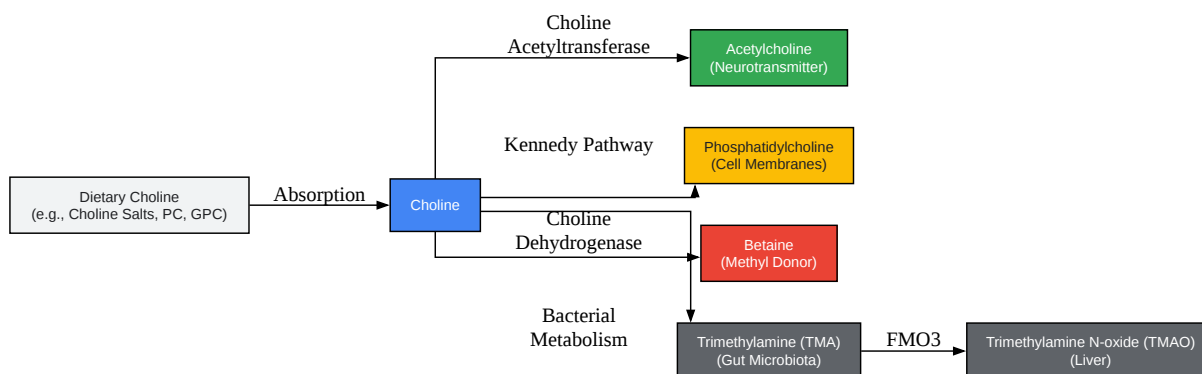 Choline
Acetyltransferase
Acetylcholine
(Neurotransmitter)
Kennedy Pathway
Phosphatidylcholine
(Cell Membranes)
Dietary Choline
(e.g., Choline Salts, PC, GPC)
Absorption
Choline
Choline
Dehydrogenase
Betaine
(Methyl Donor)
Bacterial
Metabolism
Trimethylamine (TMA)
(Gut Microbiota)
FMO3
Trimethylamine N-oxide (TMAO)
(Liver)